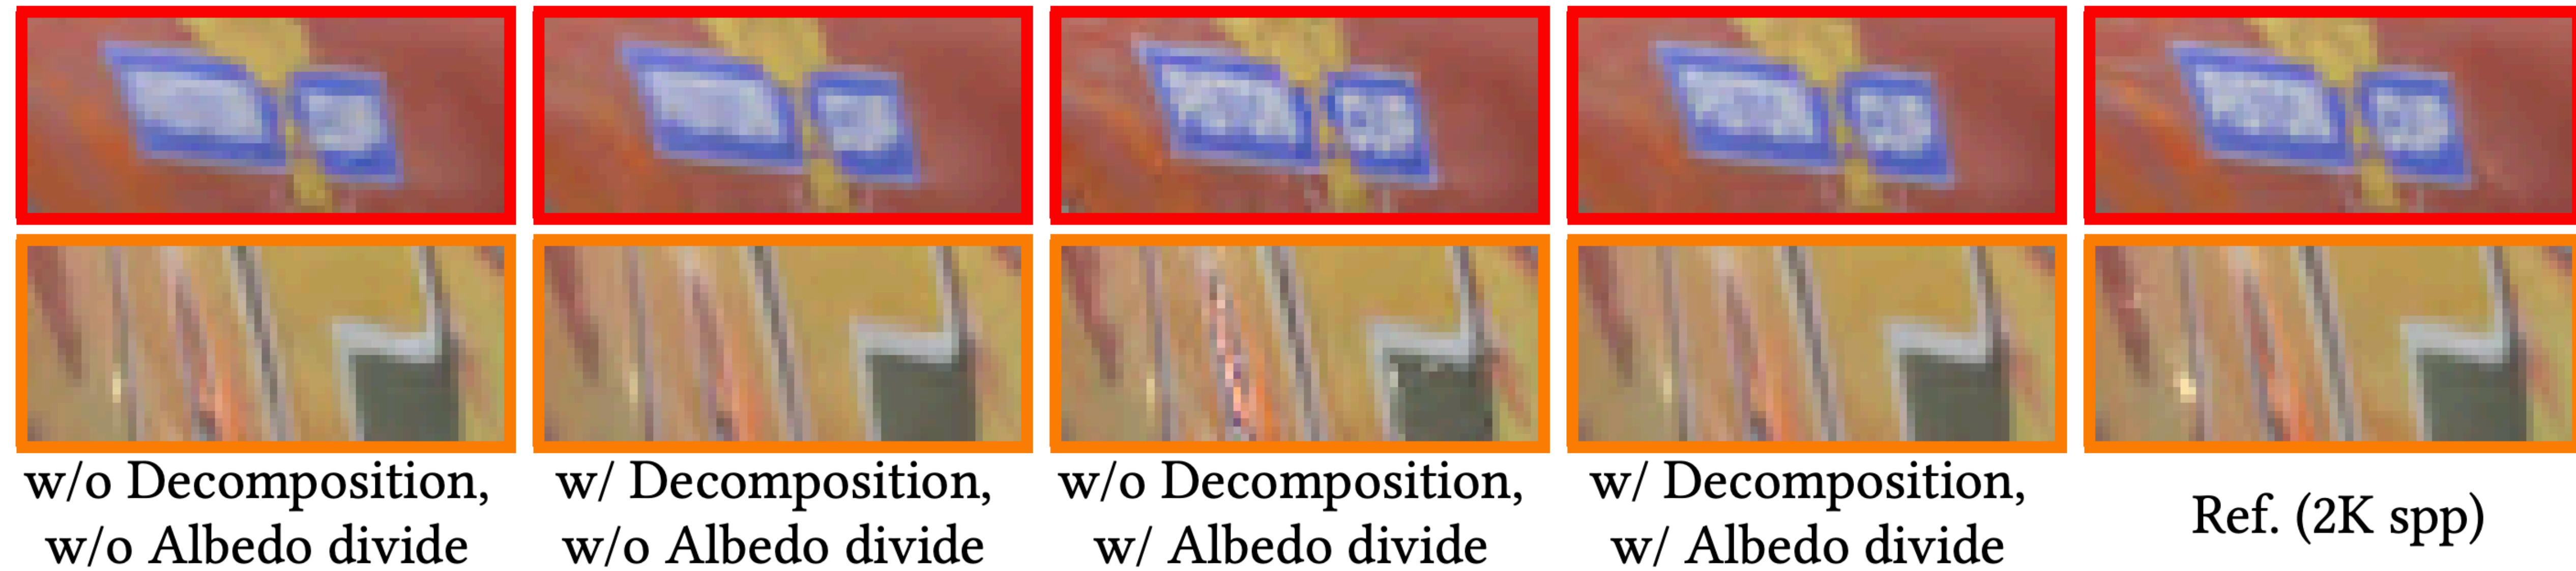 w/o Decomposition,
w/o Albedo divide
w/ Decomposition,
w/o Albedo divide
w/o Decomposition,
w/ Albedo divide
w/ Decomposition,
w/ Albedo divide
Ref. (2K spp)